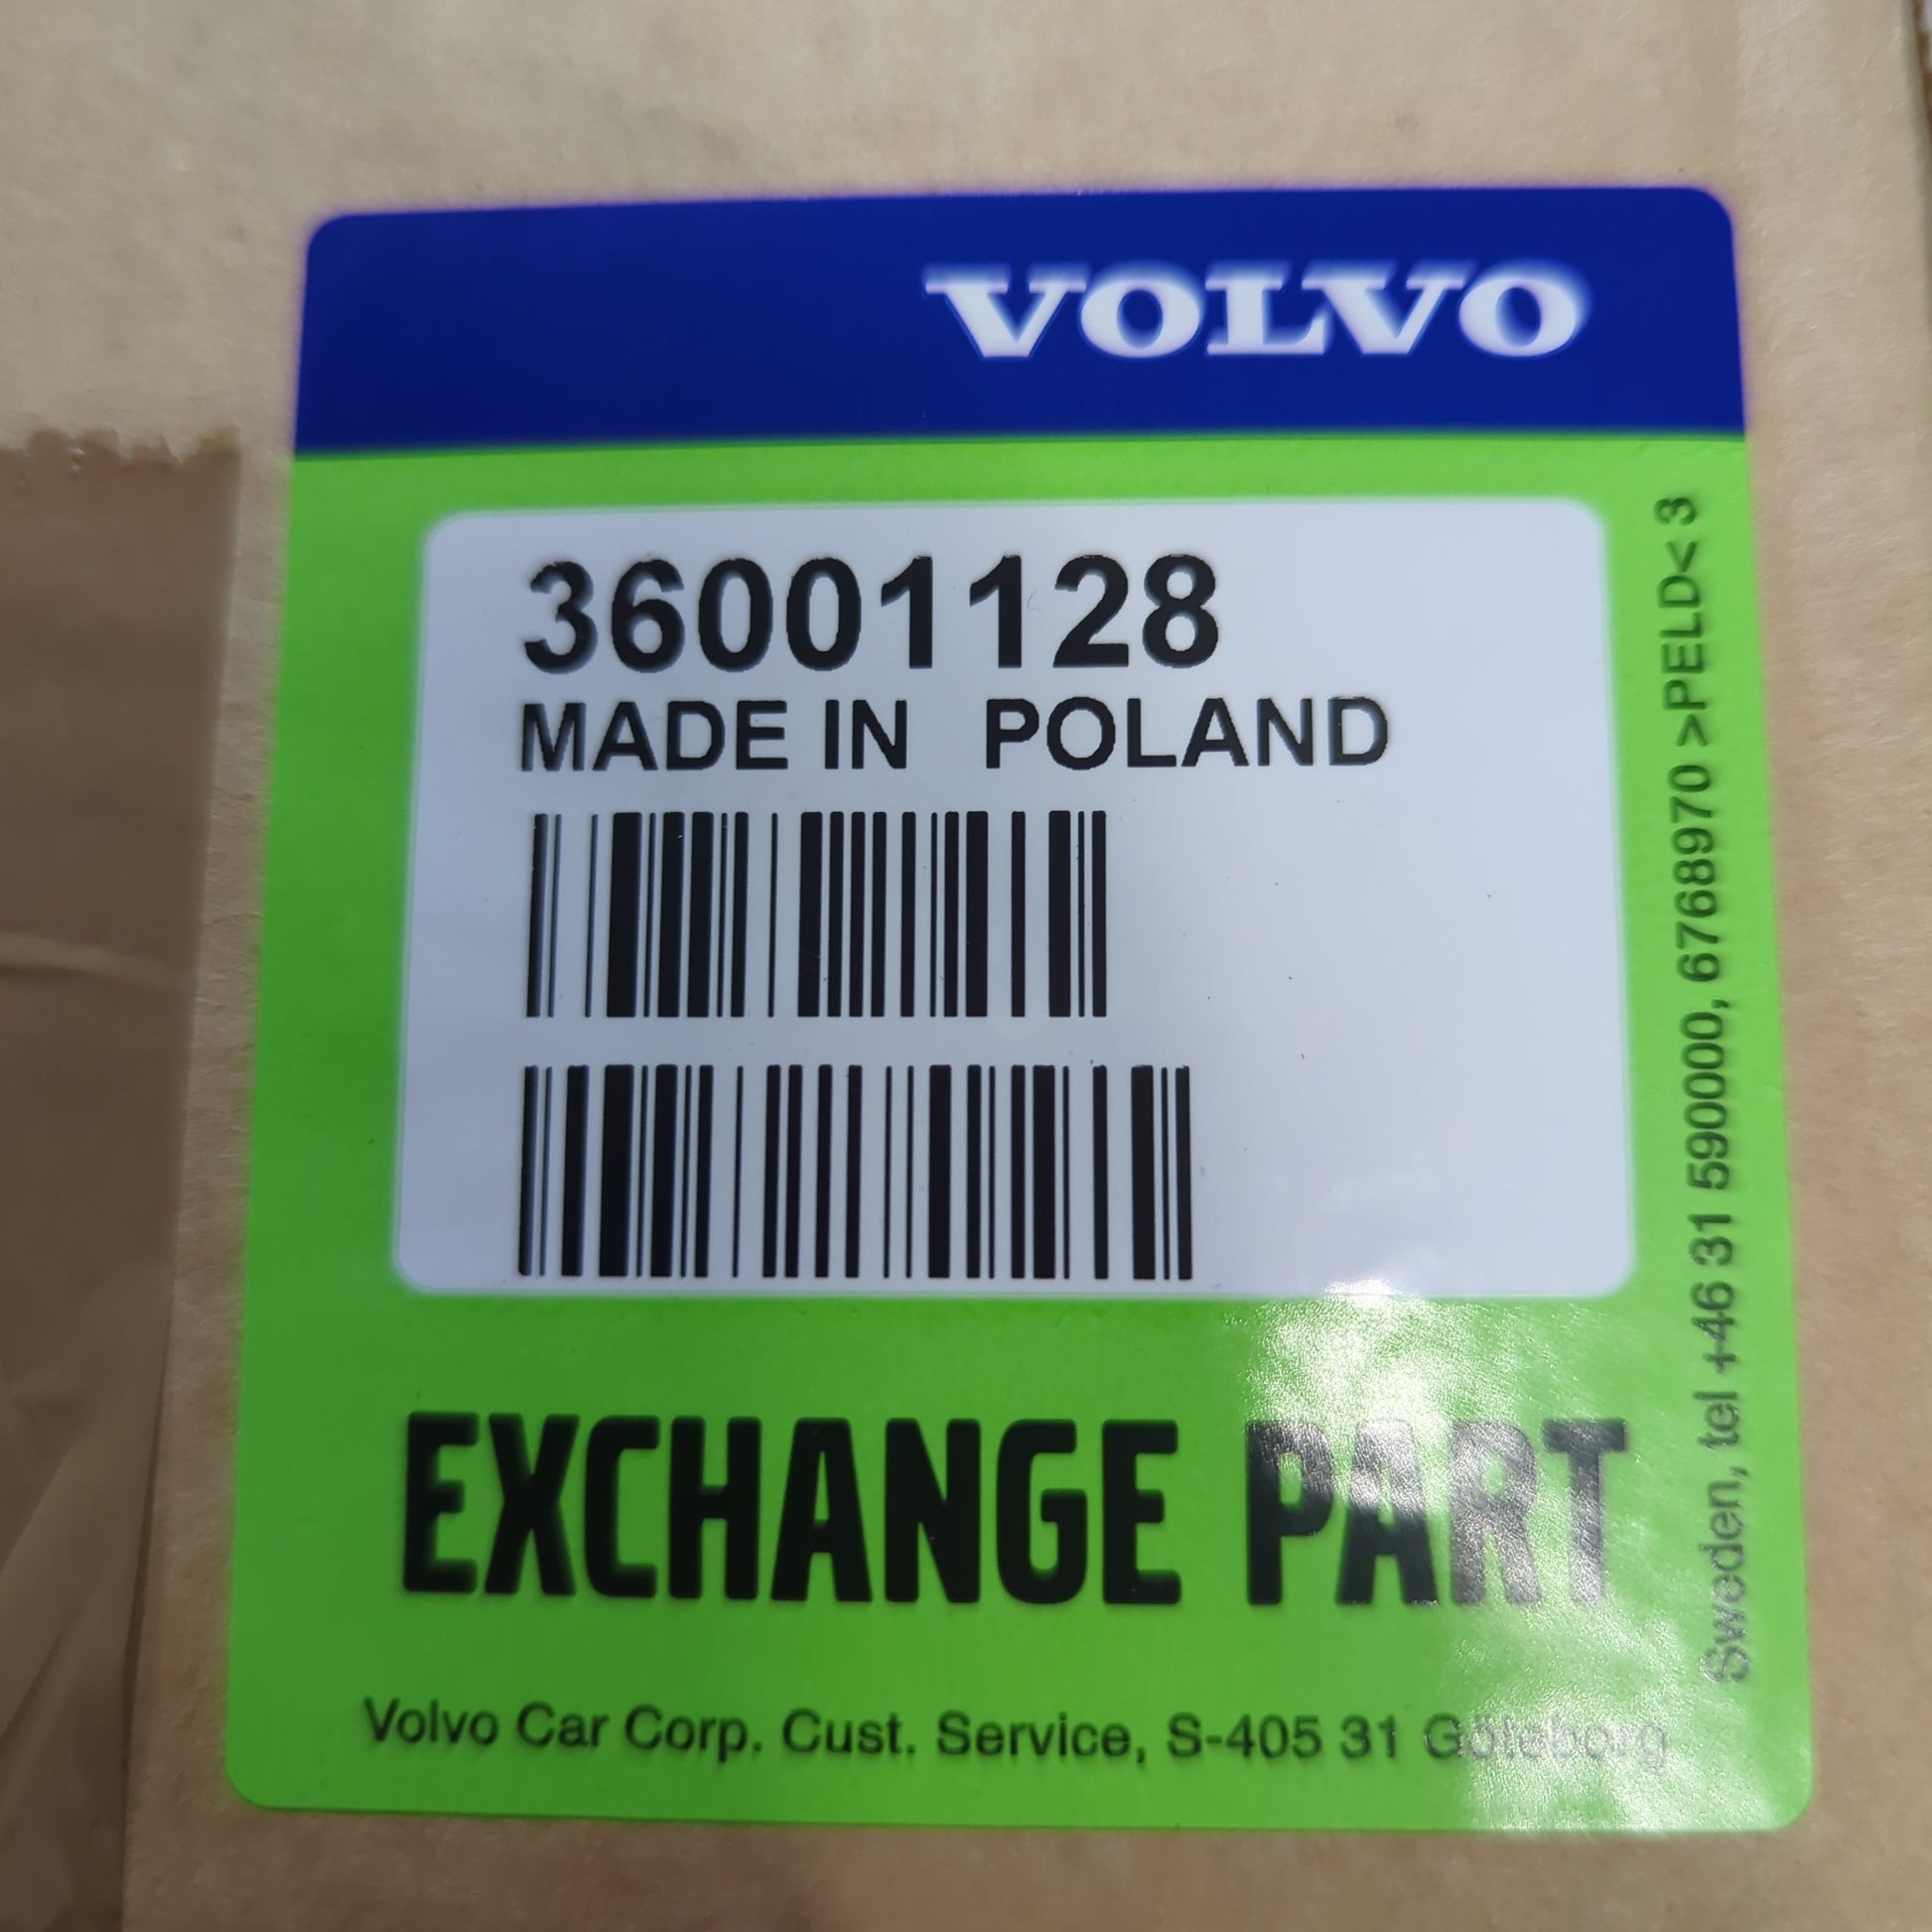 VOLVO
36001128
MADE IN POLAND
EXCHANGE PART
Volvo Car Corp. Cust. Service, S-405 31 Göteborg
Sweden, tel +46 31 590000, 6768970 >PELD< 3